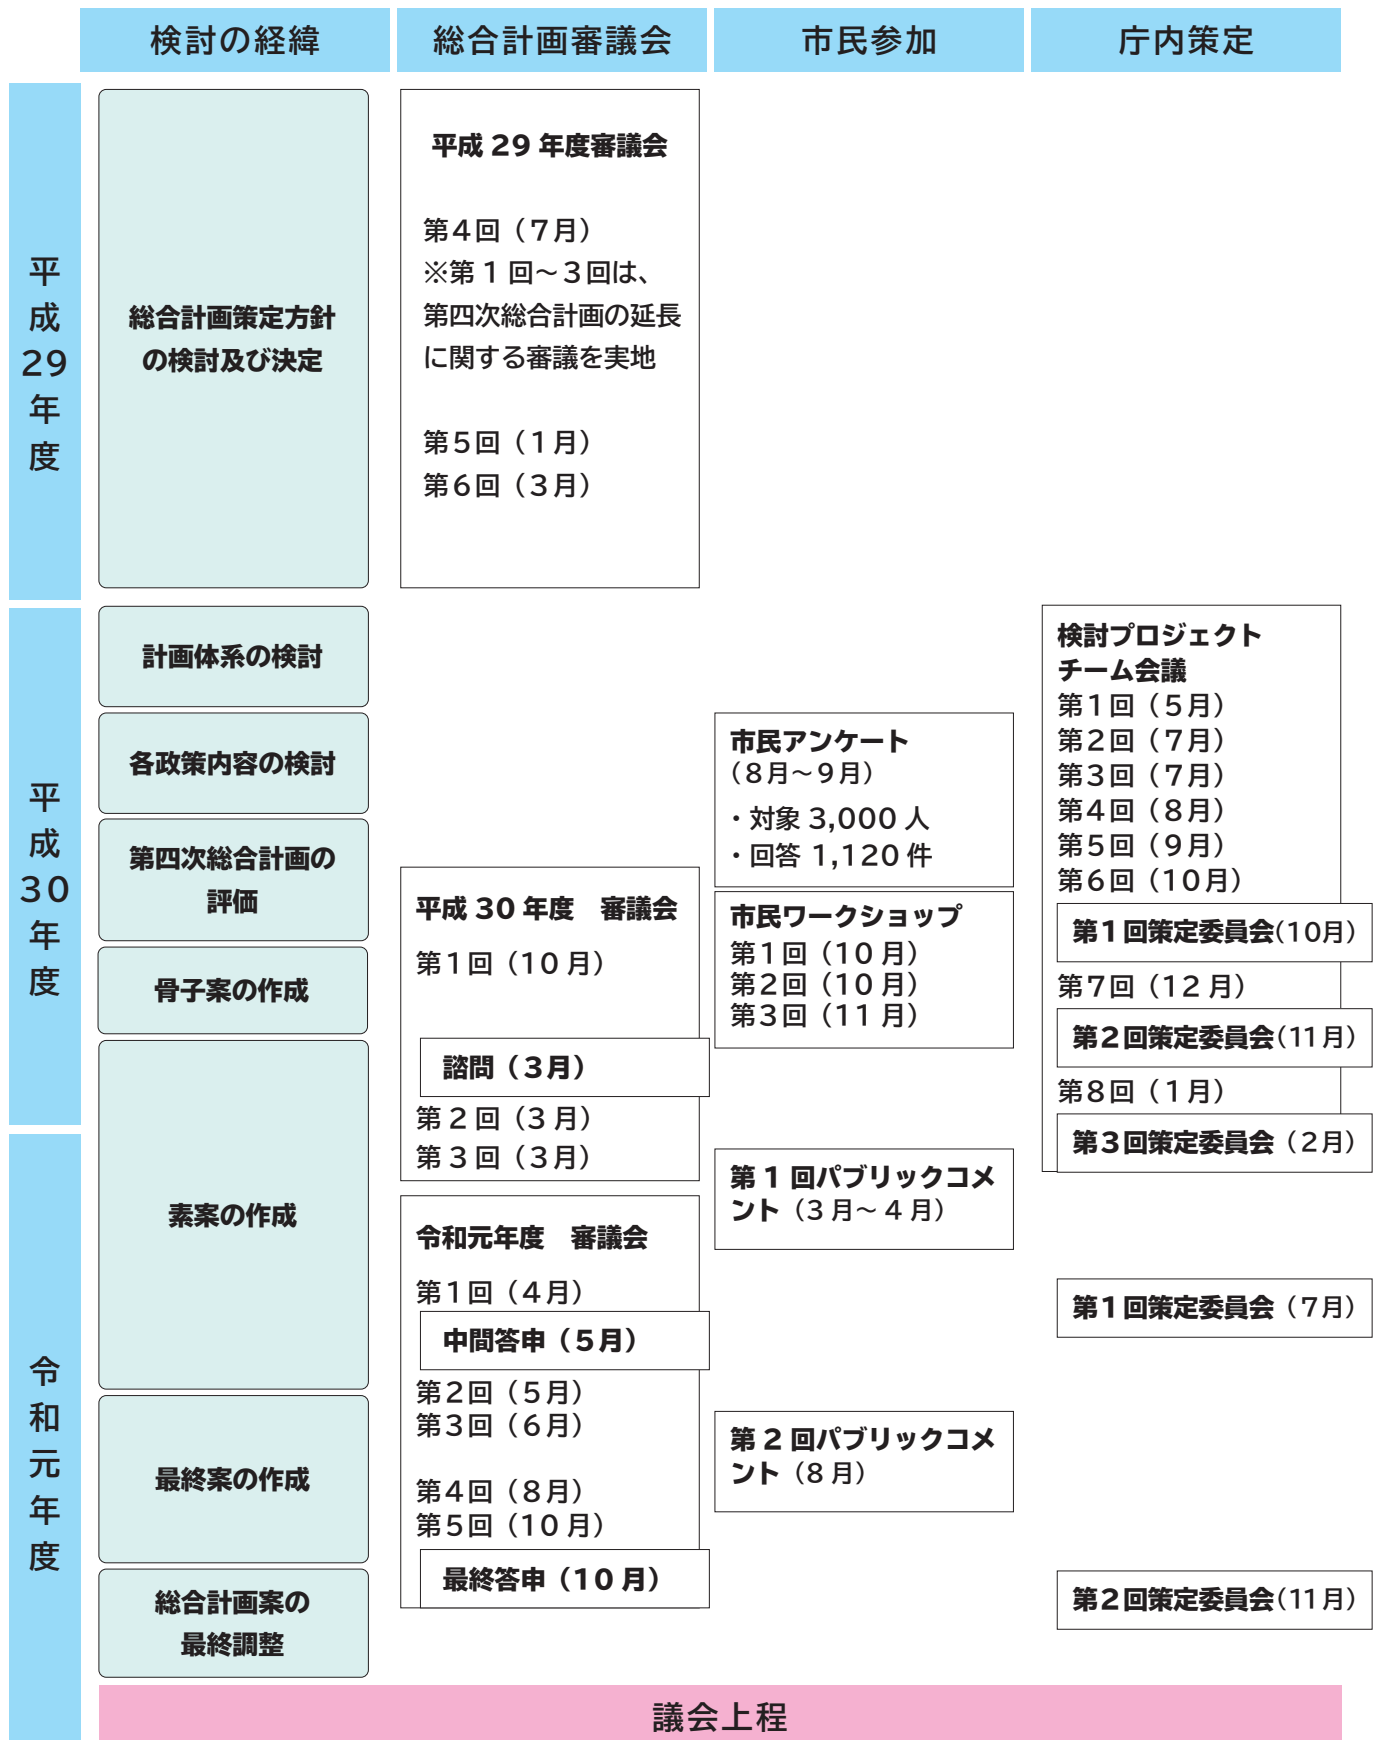 検討の経緯
総合計画審議会
市民参加
庁内策定
平成29年度
総合計画策定方針
の検討及び決定
平成 29 年度審議会
第4回（7月）
※第 1 回～3回は、
第四次総合計画の延長
に関する審議を実地
第5回（1月）
第6回（3月）
平成30年度
計画体系の検討
各政策内容の検討
第四次総合計画の
評価
骨子案の作成
平成 30 年度　審議会
第1回（10 月）
諮問（3月）
第 2 回（3 月）
第 3 回（3月）
市民アンケート
（8月～9月）
・対象 3,000 人
・回答 1,120 件
市民ワークショップ
第1回（10 月）
第2回（10 月）
第3回（11 月）
検討プロジェクト
チーム会議
第1回（5月）
第2回（7月）
第3回（7月）
第4回（8月）
第5回（9月）
第6回（10月）
第1回策定委員会（10月）
第7回（12 月）
第2回策定委員会（11月）
第8回（1月）
第3回策定委員会（2月）
令和元年度
素案の作成
最終案の作成
総合計画案の
最終調整
令和元年度　審議会
第1回（4月）
中間答申（5月）
第2回（5月）
第3回（6月）
第4回（8月）
第5回（10 月）
最終答申（10 月）
第 1 回パブリックコメ
ント（3 月～ 4 月）
第 2 回パブリックコメ
ント（8 月）
第1回策定委員会（7月）
第2回策定委員会（11月）
議会上程